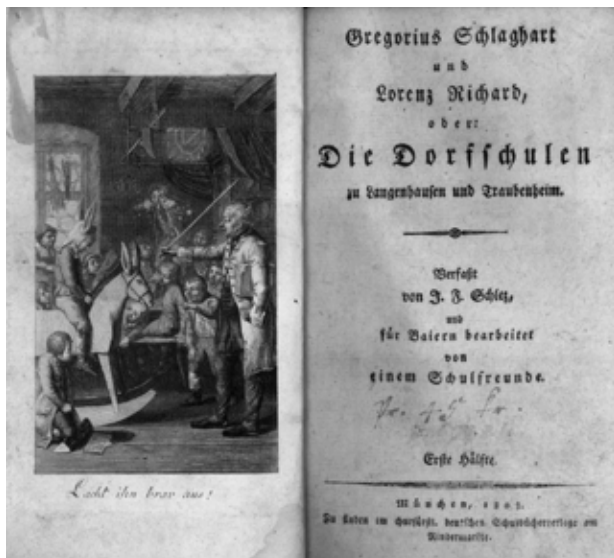 Lacht ihn brav aus!
Gregorius Schlaghart
und
Lorenz Richard,
oder:
Die Dorfschulen
zu Langenhausen und Traubenheim.
Verfaßt
von J. F. Schlez,
und
für Baiern bearbeitet
von
einem Schulfreunde.
Erste Hälfte.
München,
Zu finden im churfürstl. deutschen Schulbücherverlage am
Rindermarkte.